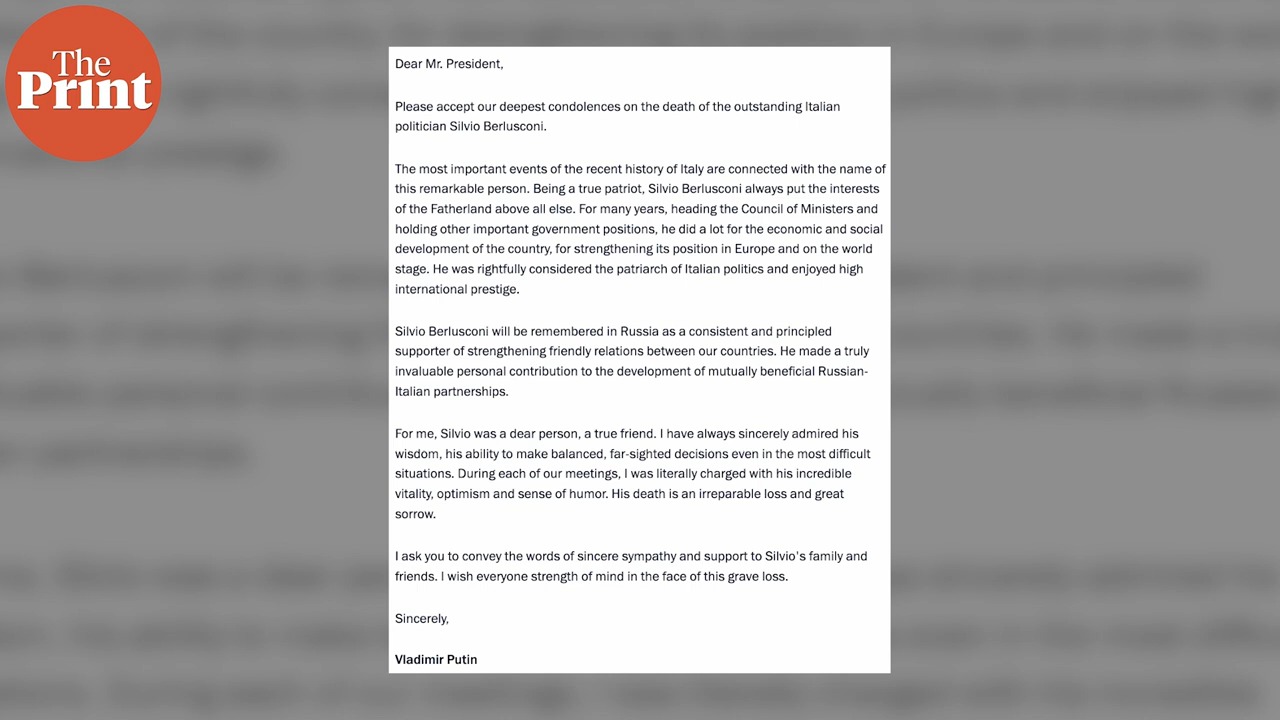 The
Print
Dear Mr. President,
Please accept our deepest condolences on the death of the outstanding Italian
politician Silvio Berlusconi.
The most important events of the recent history of Italy are connected with the name of
this remarkable person. Being a true patriot, Silvio Berlusconi always put the interests
of the Fatherland above all else. For many years, heading the Council of Ministers and
holding other important government positions, he did a lot for the economic and social
development of the country, for strengthening its position in Europe and on the world
stage. He was rightfully considered the patriarch of Italian politics and enjoyed high
international prestige.
Silvio Berlusconi will be remembered in Russia as a consistent and principled
supporter of strengthening friendly relations between our countries. He made a truly
invaluable personal contribution to the development of mutually beneficial Russian-
Italian partnerships.
For me, Silvio was a dear person, a true friend. I have always sincerely admired his
wisdom, his ability to make balanced, far-sighted decisions even in the most difficult
situations. During each of our meetings, I was literally charged with his incredible
vitality, optimism and sense of humor. His death is an irreparable loss and great
sorrow.
I ask you to convey the words of sincere sympathy and support to Silvio's family and
friends. I wish everyone strength of mind in the face of this grave loss.
Sincerely,
Vladimir Putin